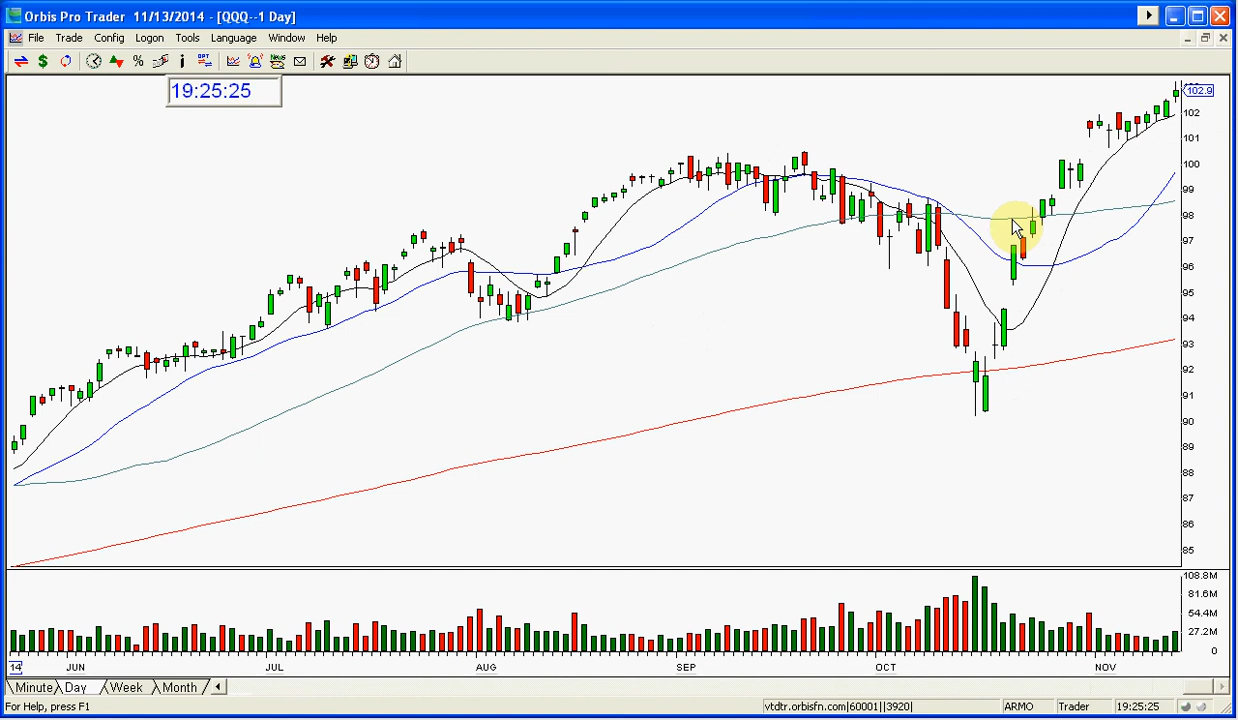 Orbis Pro Trader 11/13/2014 - [QQQ--1 Day]
File Trade Config Logon Tools Language Window Help
19:25:25
102.9
102
101
100
99
98
97
96
95
94
93
92
91
90
89
88
87
86
85
108.8M
81.6M
54.4M
27.2M
0
14 JUN JUL AUG SEP OCT NOV
Minute Day Week Month
For Help, press F1 vtdtr.orbisfn.com|60001||3920| ARMO Trader 19:25:25